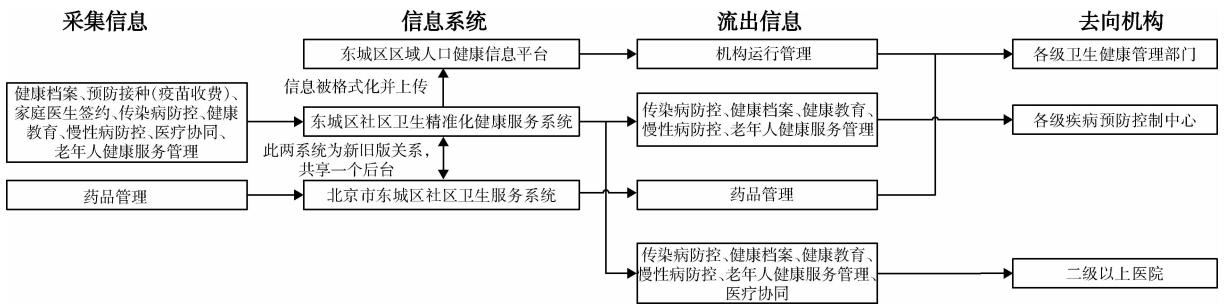 采集信息
信息系统
流出信息
去向机构
东城区区域人口健康信息平台
机构运行管理
各级卫生健康管理部门
信息被格式化并上传
健康档案、预防接种(疫苗收费)、
家庭医生签约、传染病防控、健康
教育、慢性病防控、医疗协同、
老年人健康服务管理
东城区社区卫生精准化健康服务系统
传染病防控、健康档案、健康教育、
慢性病防控、老年人健康服务管理
各级疾病预防控制中心
此两系统为新旧版关系,
共享一个后台
药品管理
北京市东城区社区卫生服务系统
药品管理
传染病防控、健康档案、健康教育、
慢性病防控、老年人健康服务管理、
医疗协同
二级以上医院